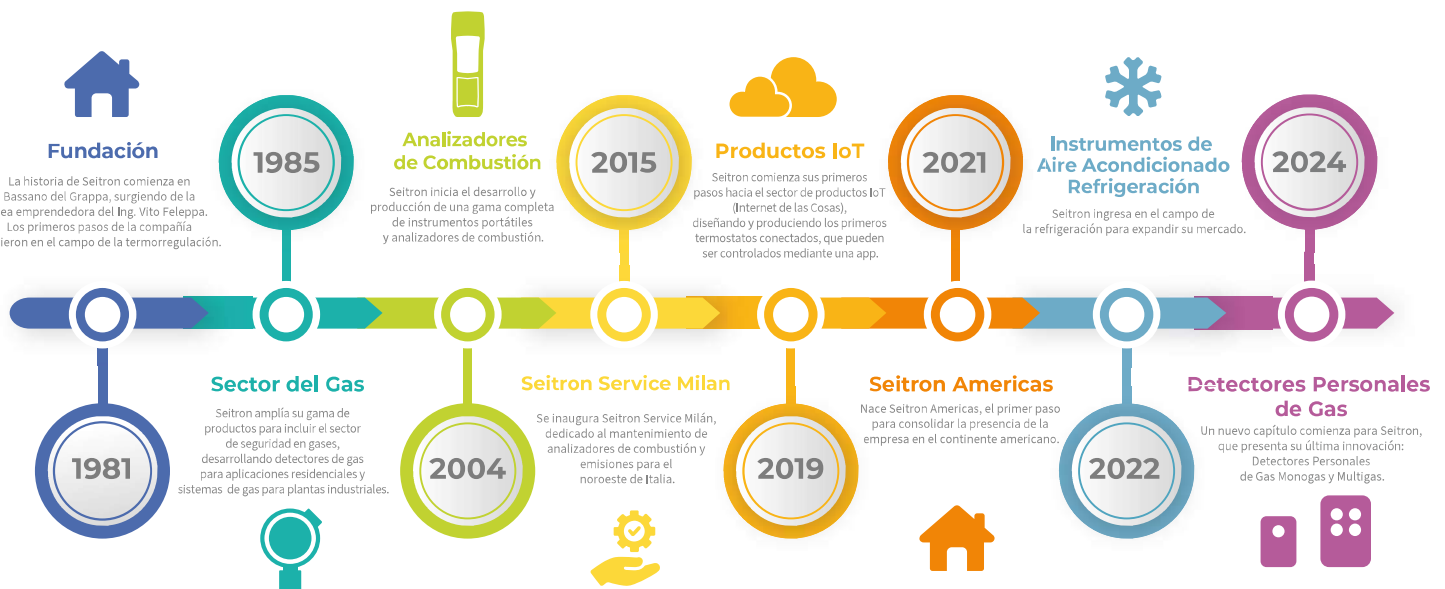 Fundación
La historia de Seitron comienza en
Bassano del Grappa, surgiendo de la
emprendedora del Ing. Vito Feleppa.
Los primeros pasos de la compañía
en el campo de la termorregulación.
1981
1985
Sector del Gas
Seitron amplía su gama de
productos para incluir el sector
de seguridad en gases,
desarrollando detectores de gas
para aplicaciones residenciales y
sistemas de gas para plantas industriales.
Analizadores
de Combustión
Seitron inicia el desarrollo y
producción de una gama completa
de instrumentos portátiles
y analizadores de combustión.
2004
2015
Seitron Service Milan
Se inaugura Seitron Service Milán,
dedicado al mantenimiento de
analizadores de combustión y
emisiones para el
noroeste de Italia.
Productos IoT
Seitron comienza sus primeros
pasos hacia el sector de productos IoT
(Internet de las Cosas),
diseñando y produciendo los primeros
termostatos conectados, que pueden
ser controlados mediante una app.
2019
2021
Seitron Americas
Nace Seitron Americas, el primer paso
para consolidar la presencia de la
empresa en el continente americano.
Instrumentos de
Aire Acondicionado
Refrigeración
Seitron ingresa en el campo de
la refrigeración para expandir su mercado.
2022
2024
Detectores Personales
de Gas
Un nuevo capítulo comienza para Seitron,
que presenta su última innovación:
Detectores Personales
de Gas Monogas y Multigas.